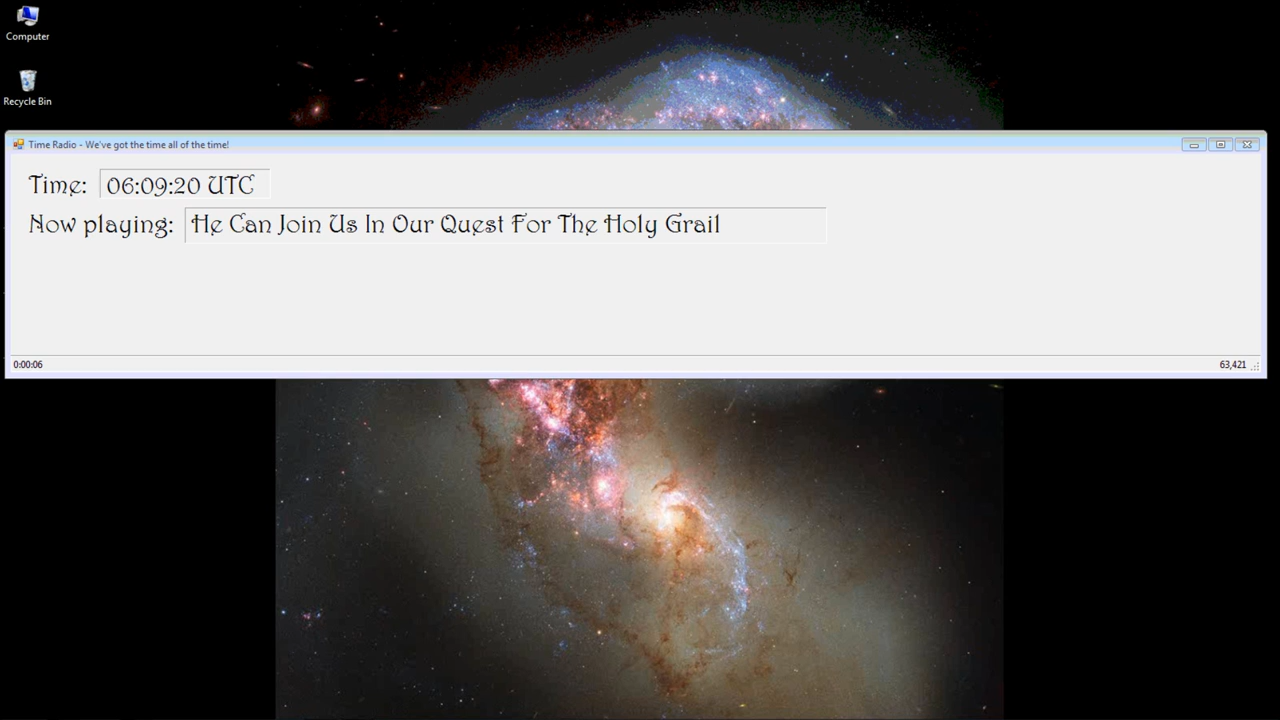 Computer
Recycle Bin
Time Radio - We've got the time all of the time!
Time: 06:09:20 UTC
Now playing: He Can Join Us In Our Quest For The Holy Grail
0:00:06 63,421